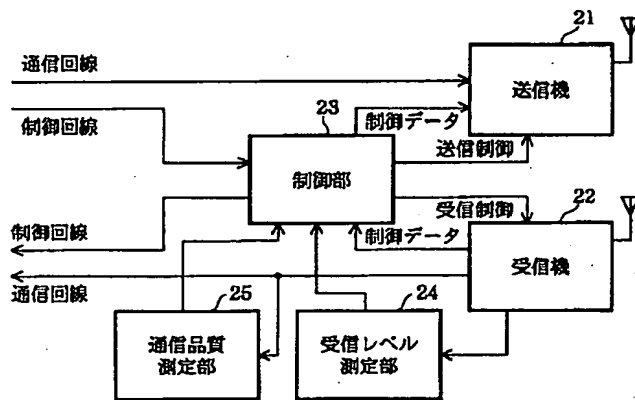 21
通信回線
送信機
23
制御回線
制御データ
送信制御
制御部
受信制御
22
制御回線
制御データ
受信機
通信回線
25
24
通信品質
測定部
受信レベル
測定部